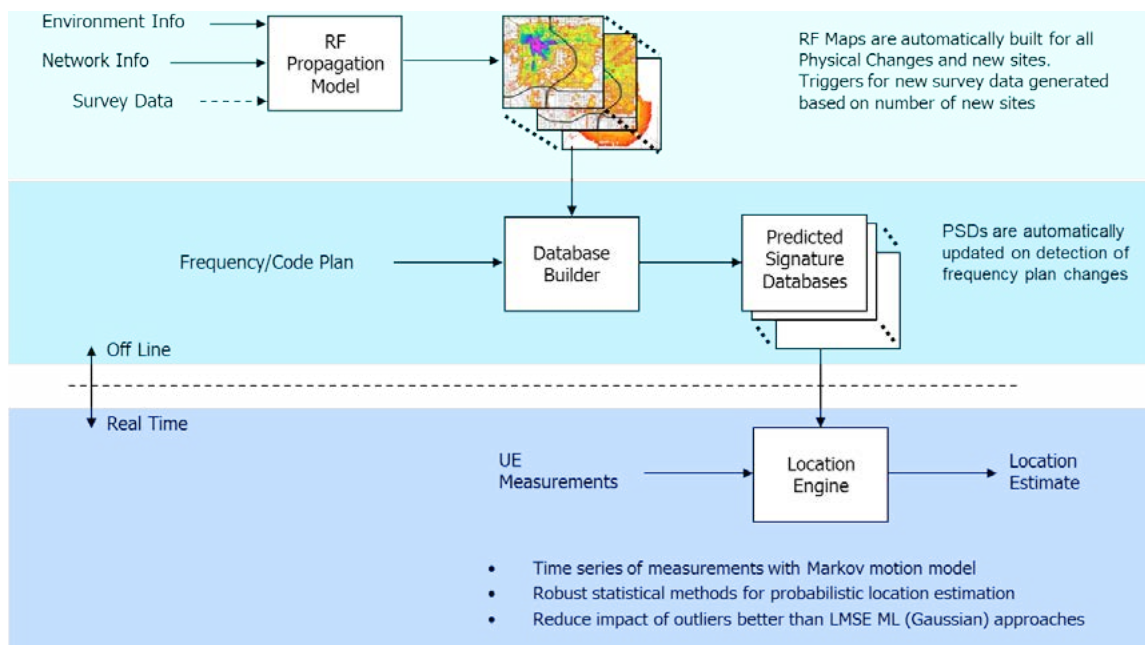 Environment Info
Network Info
Survey Data
RF
Propagation
Model
RF Maps are automatically built for all
Physical Changes and new sites.
Triggers for new survey data generated
based on number of new sites
Frequency/Code Plan
Database
Builder
Predicted
Signature
Databases
PSDs are automatically
updated on detection of
frequency plan changes
Off Line
Real Time
UE
Measurements
Location
Engine
Location
Estimate
• Time series of measurements with Markov motion model
• Robust statistical methods for probabilistic location estimation
• Reduce impact of outliers better than LMSE ML (Gaussian) approaches